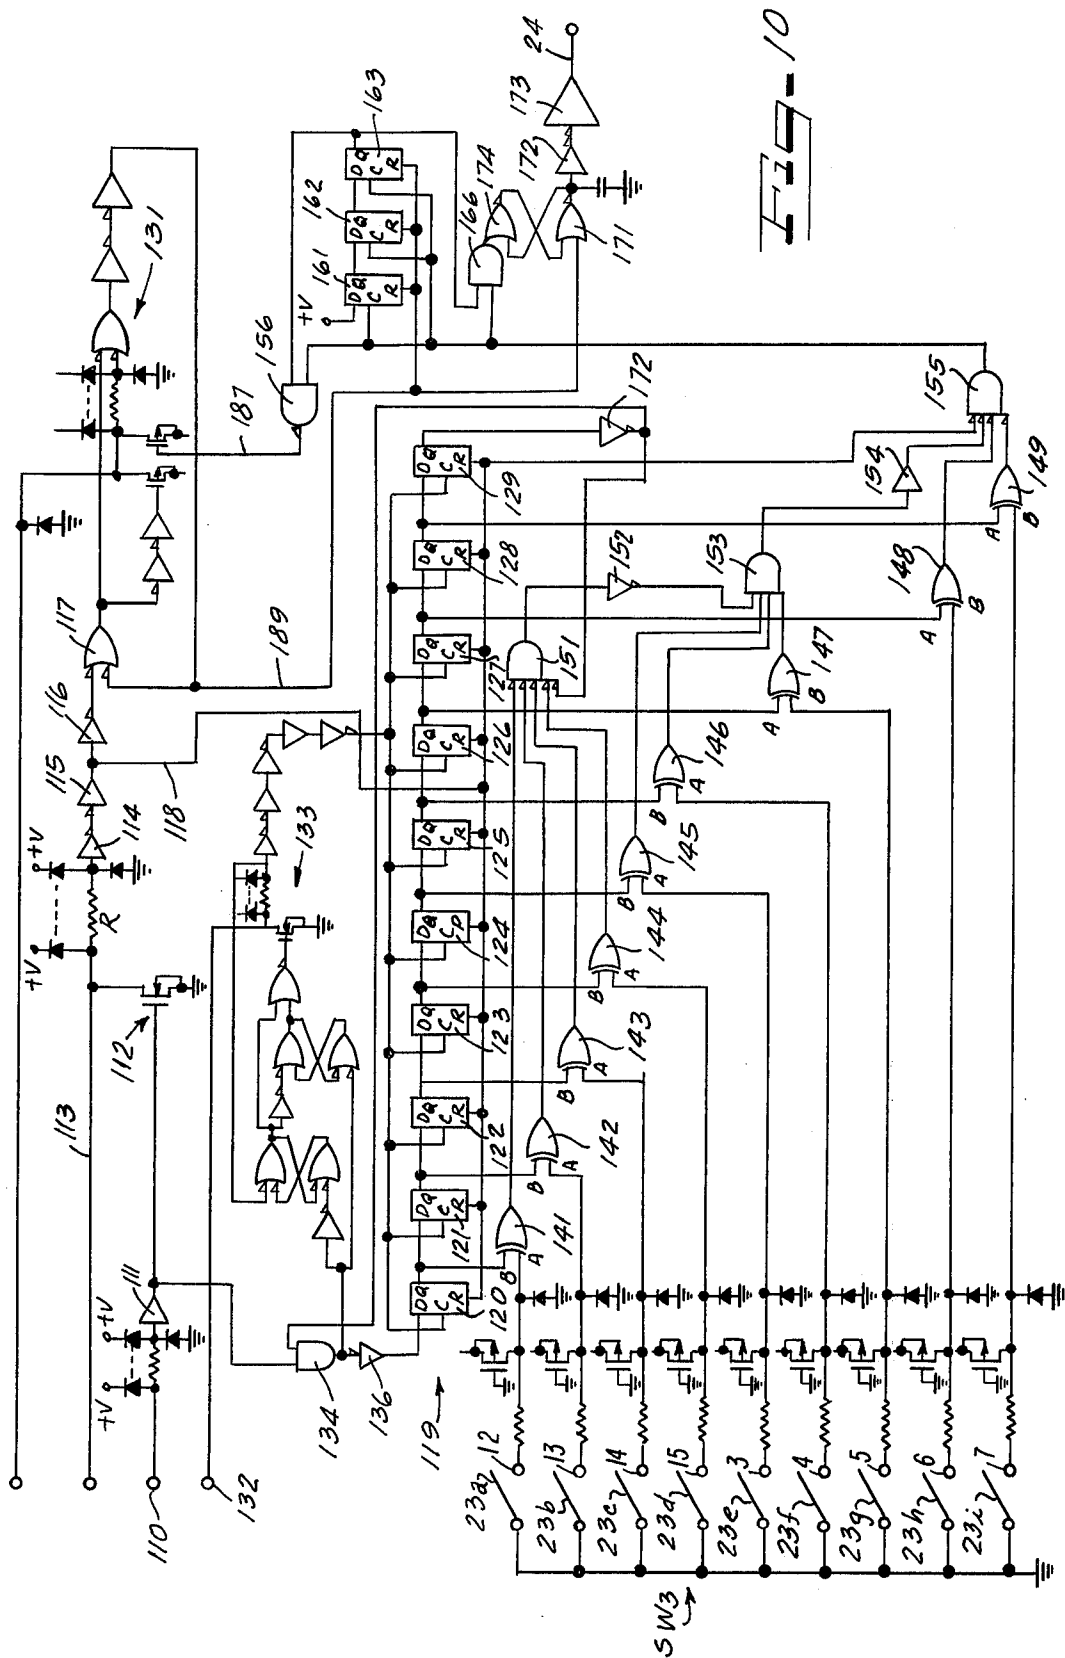 +V
+V
R
114
115
116
117
131
113
112
118
189
187
+V
+V
111
110
132
133
134
136
156
+V
161
162
163
D Q
C
R
D Q
C
R
D Q
C
R
166
174
172
173
24
171
119
D Q
C
R
120
D Q
C
R
121
D Q
C
R
122
D Q
C
R
123
D Q
C
R
124
D Q
C
R
125
D Q
C
R
126
D Q
C
R
127
D Q
C
R
128
D Q
C
R
129
172
23a
12
B
A
141
151
152
23b
13
B
A
142
23c
14
B
A
143
23d
15
B
A
144
23e
3
B
A
145
23f
4
B
A
146
23g
5
A
B
147
153
23h
6
A
B
148
154
23i
7
A
B
149
155
SW3
Fig-10